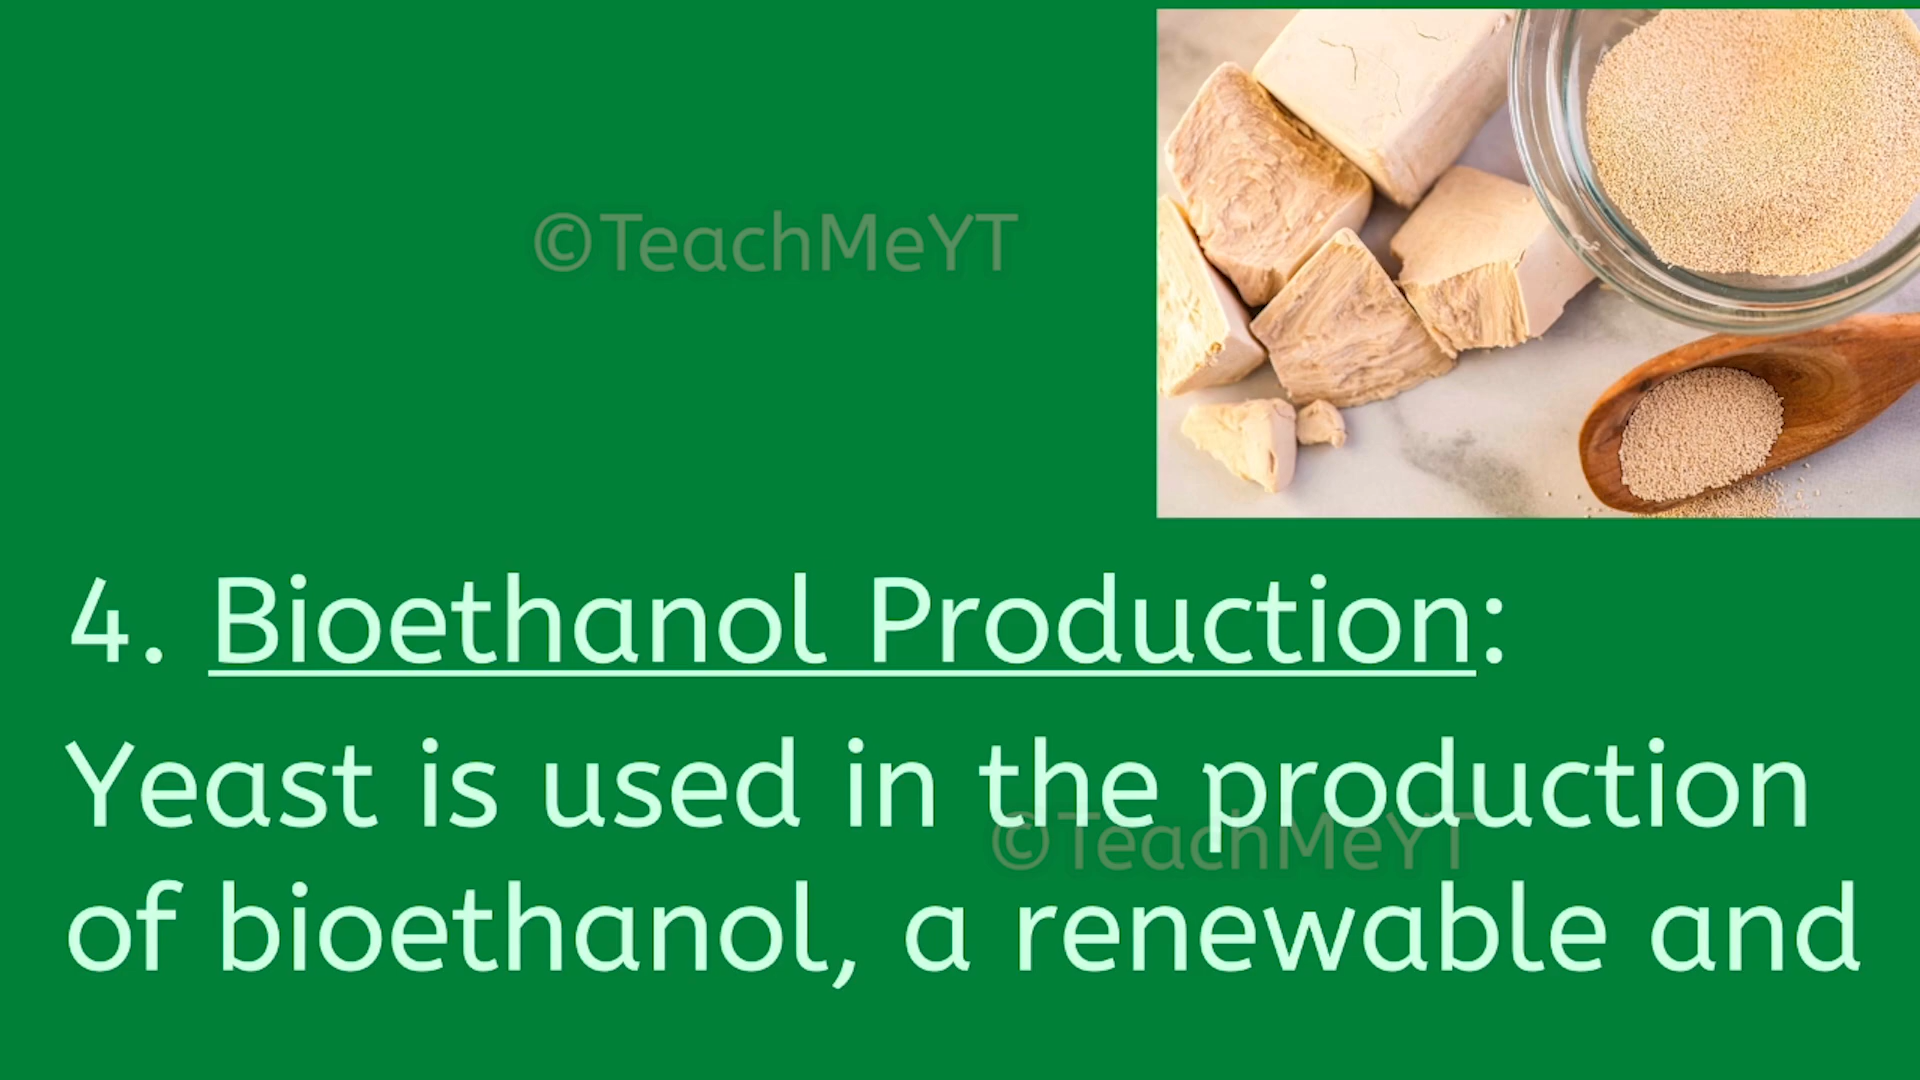 ©TeachMeYT
4. Bioethanol Production:
Yeast is used in the production
©TeachMeYT
of bioethanol, a renewable and